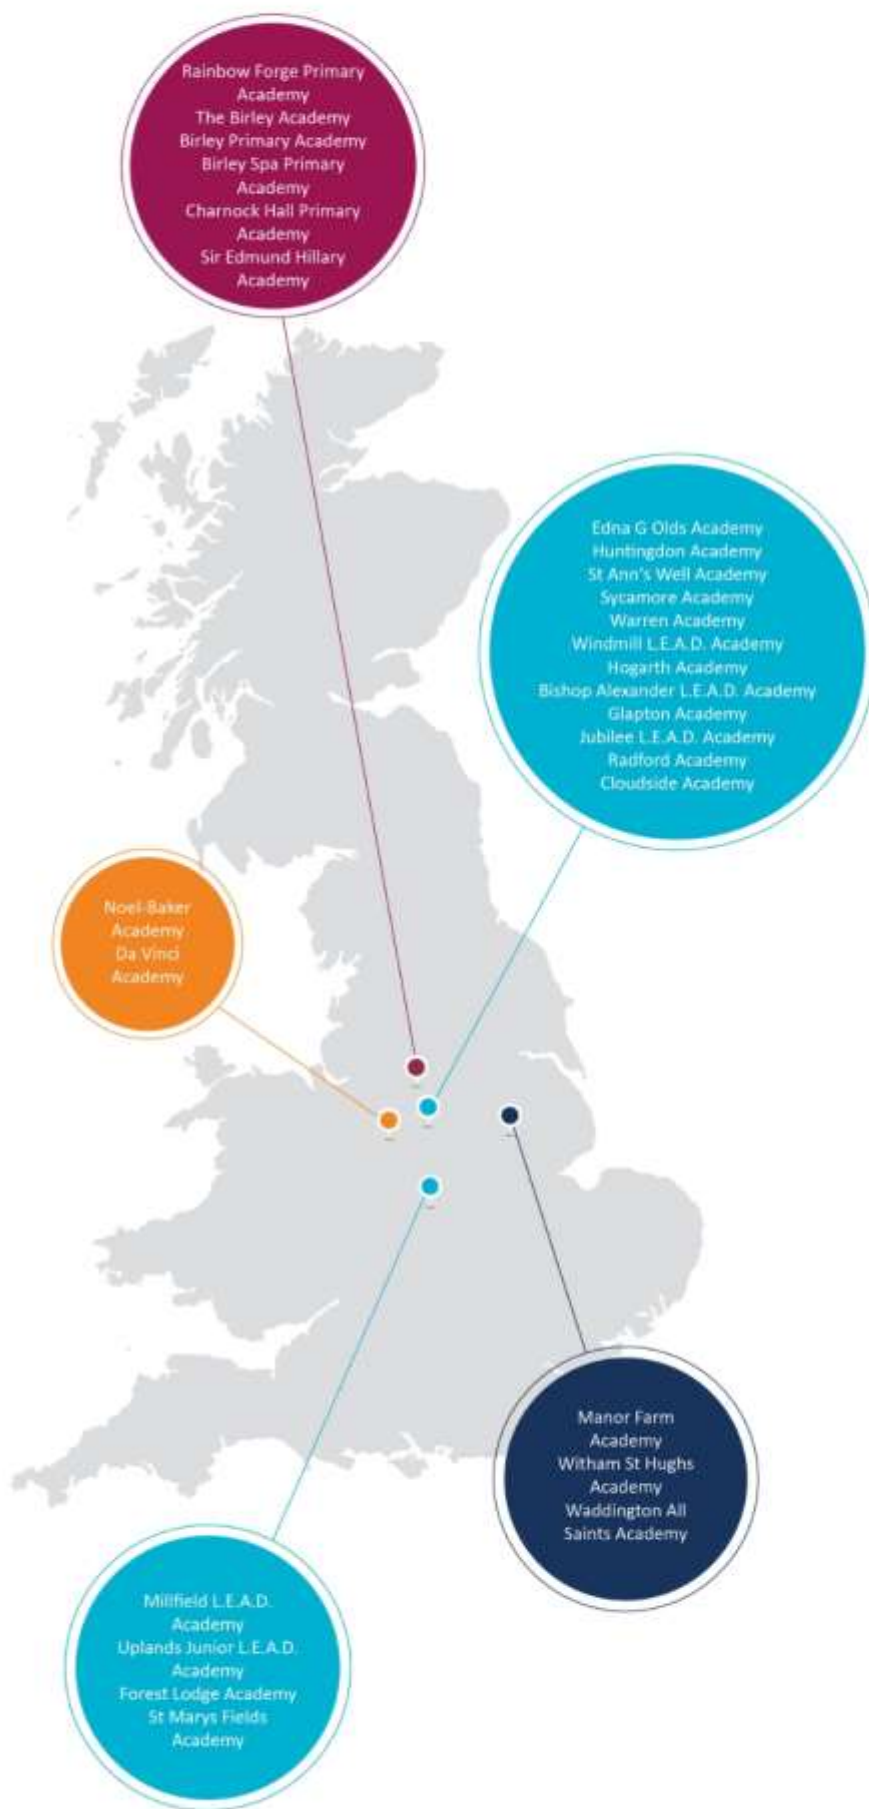 Rainbow Forge Primary
Academy
The Birley Academy
Birley Primary Academy
Birley Spa Primary
Academy
Charnock Hall Primary
Academy
Sir Edmund Hillary
Academy
Edna G Olds Academy
Huntingdon Academy
St Ann's Well Academy
Sycamore Academy
Warren Academy
Windmill L.E.A.D. Academy
Hogarth Academy
Bishop Alexander L.E.A.D. Academy
Glapton Academy
Jubilee L.E.A.D. Academy
Radford Academy
Cloudside Academy
Noel-Baker
Academy
Da Vinci
Academy
Manor Farm
Academy
Witham St Hughs
Academy
Waddington All
Saints Academy
Millfield L.E.A.D.
Academy
Uplands Junior L.E.A.D.
Academy
Forest Lodge Academy
St Marys Fields
Academy